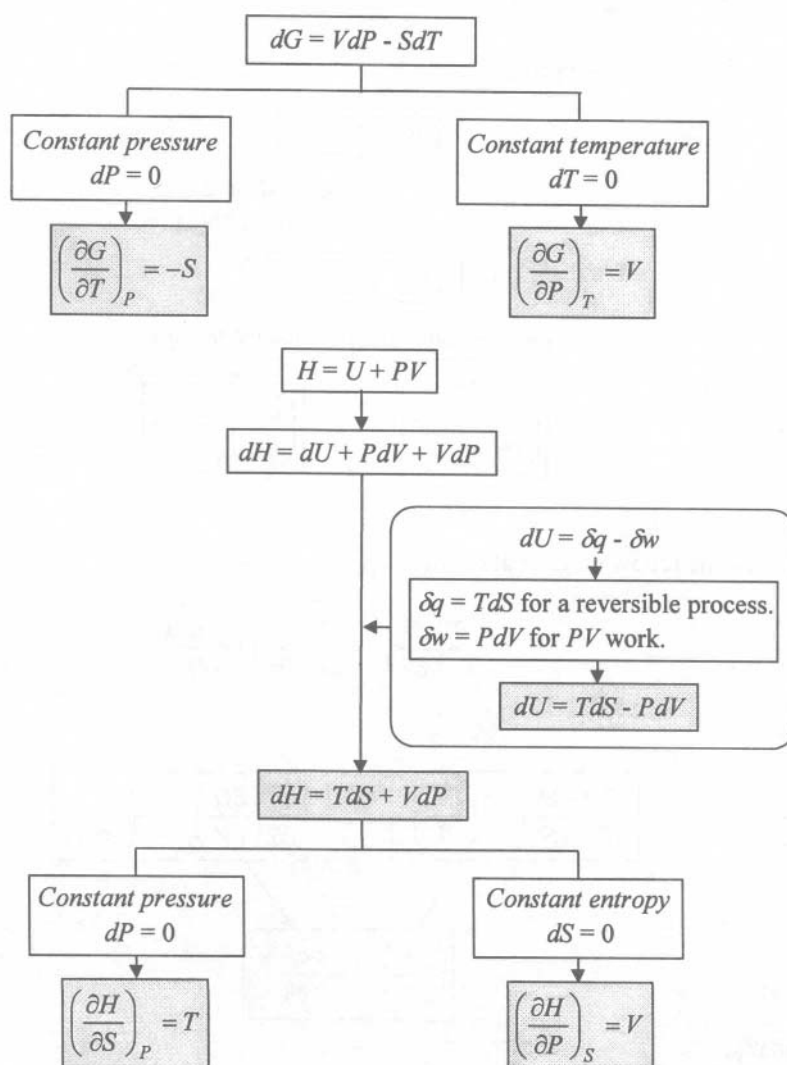 dG = VdP - SdT
Constant pressure
dP = 0
Constant temperature
dT = 0
(∂G/∂T)_P = –S
(∂G/∂P)_T = V
H = U + PV
dH = dU + PdV + VdP
dU = δq - δw
δq = TdS for a reversible process.
δw = PdV for PV work.
dU = TdS - PdV
dH = TdS + VdP
Constant pressure
dP = 0
Constant entropy
dS = 0
(∂H/∂S)_P = T
(∂H/∂P)_S = V